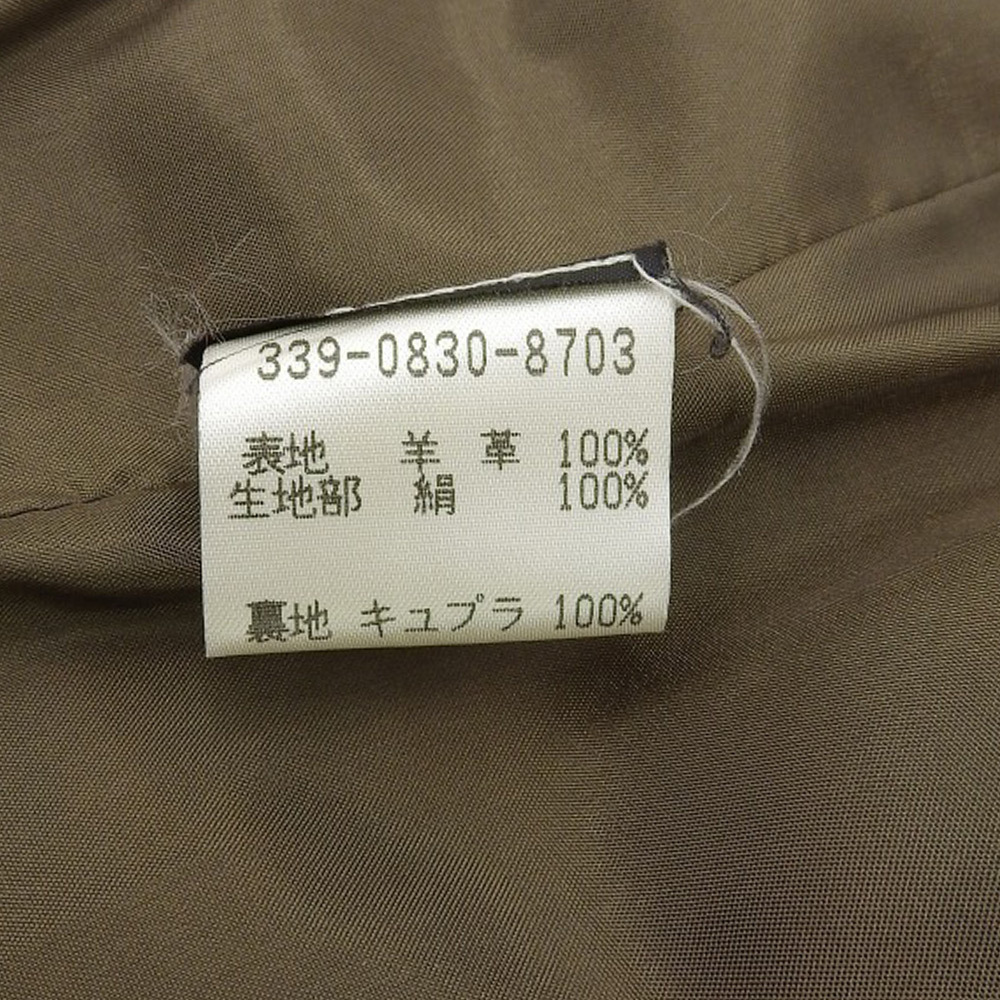 339-0830-8703
表地 羊 革 100%
生地部 絹 100%
裏地 キュプラ 100%